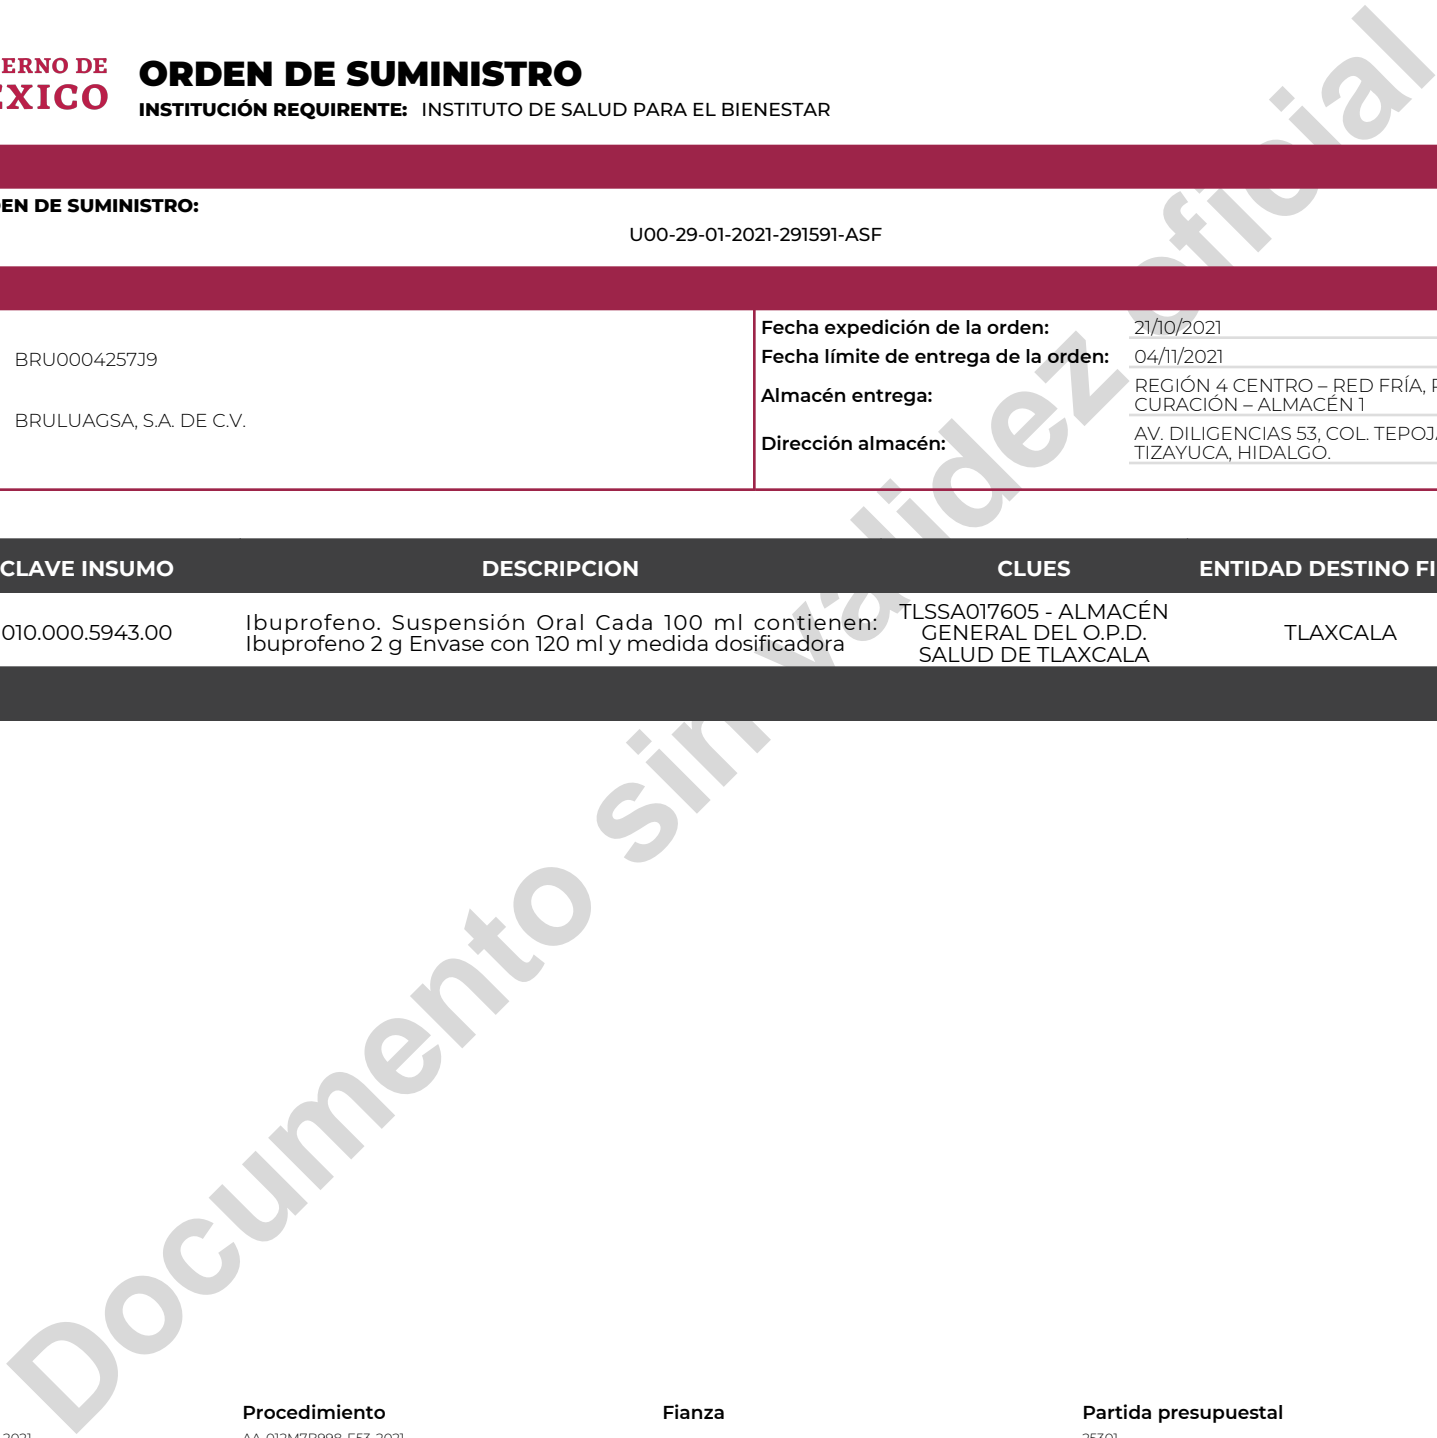 ERNO DE
ORDEN DE SUMINISTRO
INSTITUCIÓN REQUIRENTE: INSTITUTO DE SALUD PARA EL BIENESTAR
EN DE SUMINISTRO:
U00-29-01-2021-291591-ASF
BRU0004257J9
BRULUAGSA, S.A. DE C.V.
Fecha expedición de la orden: 21/10/2021
Fecha límite de entrega de la orden: 04/11/2021
Almacén entrega: REGIÓN 4 CENTRO – RED FRÍA,
CURACIÓN – ALMACÉN 1
Dirección almacén: AV. DILIGENCIAS 53, COL.
TIZAYUCA, HIDALGO.
CLAVE INSUMO DESCRIPCION CLUES ENTIDAD DESTINO FI
010.000.5943.00
Ibuprofeno. Suspensión Oral Cada 100 ml contienen:
Ibuprofeno 2 g Envase con 120 ml y medida dosificadora
TLSSA017605 - ALMACÉN
GENERAL DEL O.P.D.
SALUD DE TLAXCALA
TLAXCALA
Documento sin validez oficial
Procedimiento Fianza Partida presupuestal